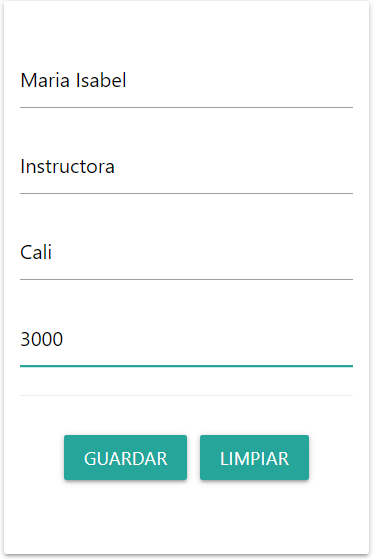 Maria Isabel
Instructora
Cali
3000
GUARDAR LIMPIAR